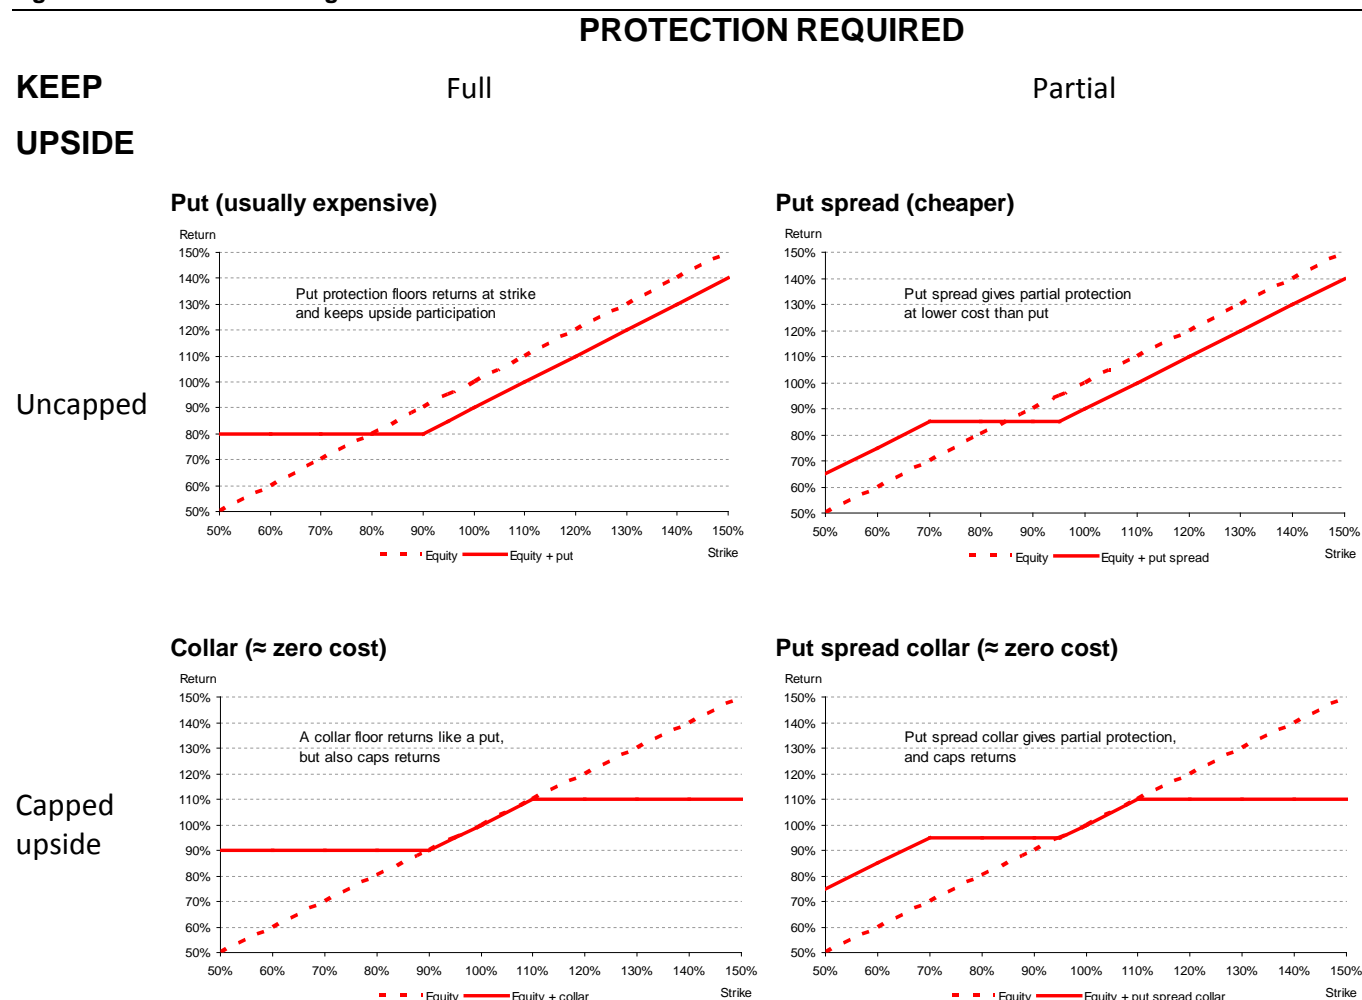 PROTECTION REQUIRED
KEEP
UPSIDE
Full
Partial
Put (usually expensive)
Return
150%
140%
130%
120%
110%
100%
90%
80%
70%
60%
50%
Put protection floors returns at strike
and keeps upside participation
50% 60% 70% 80% 90% 100% 110% 120% 130% 140% 150%
Equity Equity + put Strike
Put spread (cheaper)
Return
150%
140%
130%
120%
110%
100%
90%
80%
70%
60%
50%
Put spread gives partial protection
at lower cost than put
50% 60% 70% 80% 90% 100% 110% 120% 130% 140% 150%
Equity Equity + put spread Strike
Uncapped
Collar (≈ zero cost)
Return
150%
140%
130%
120%
110%
100%
90%
80%
70%
60%
50%
A collar floor returns like a put,
but also caps returns
50% 60% 70% 80% 90% 100% 110% 120% 130% 140% 150%
Equity Equity + collar Strike
Put spread collar (≈ zero cost)
Return
150%
140%
130%
120%
110%
100%
90%
80%
70%
60%
50%
Put spread collar gives partial protection,
and caps returns
50% 60% 70% 80% 90% 100% 110% 120% 130% 140% 150%
Equity Equity + put spread collar Strike
Capped
upside